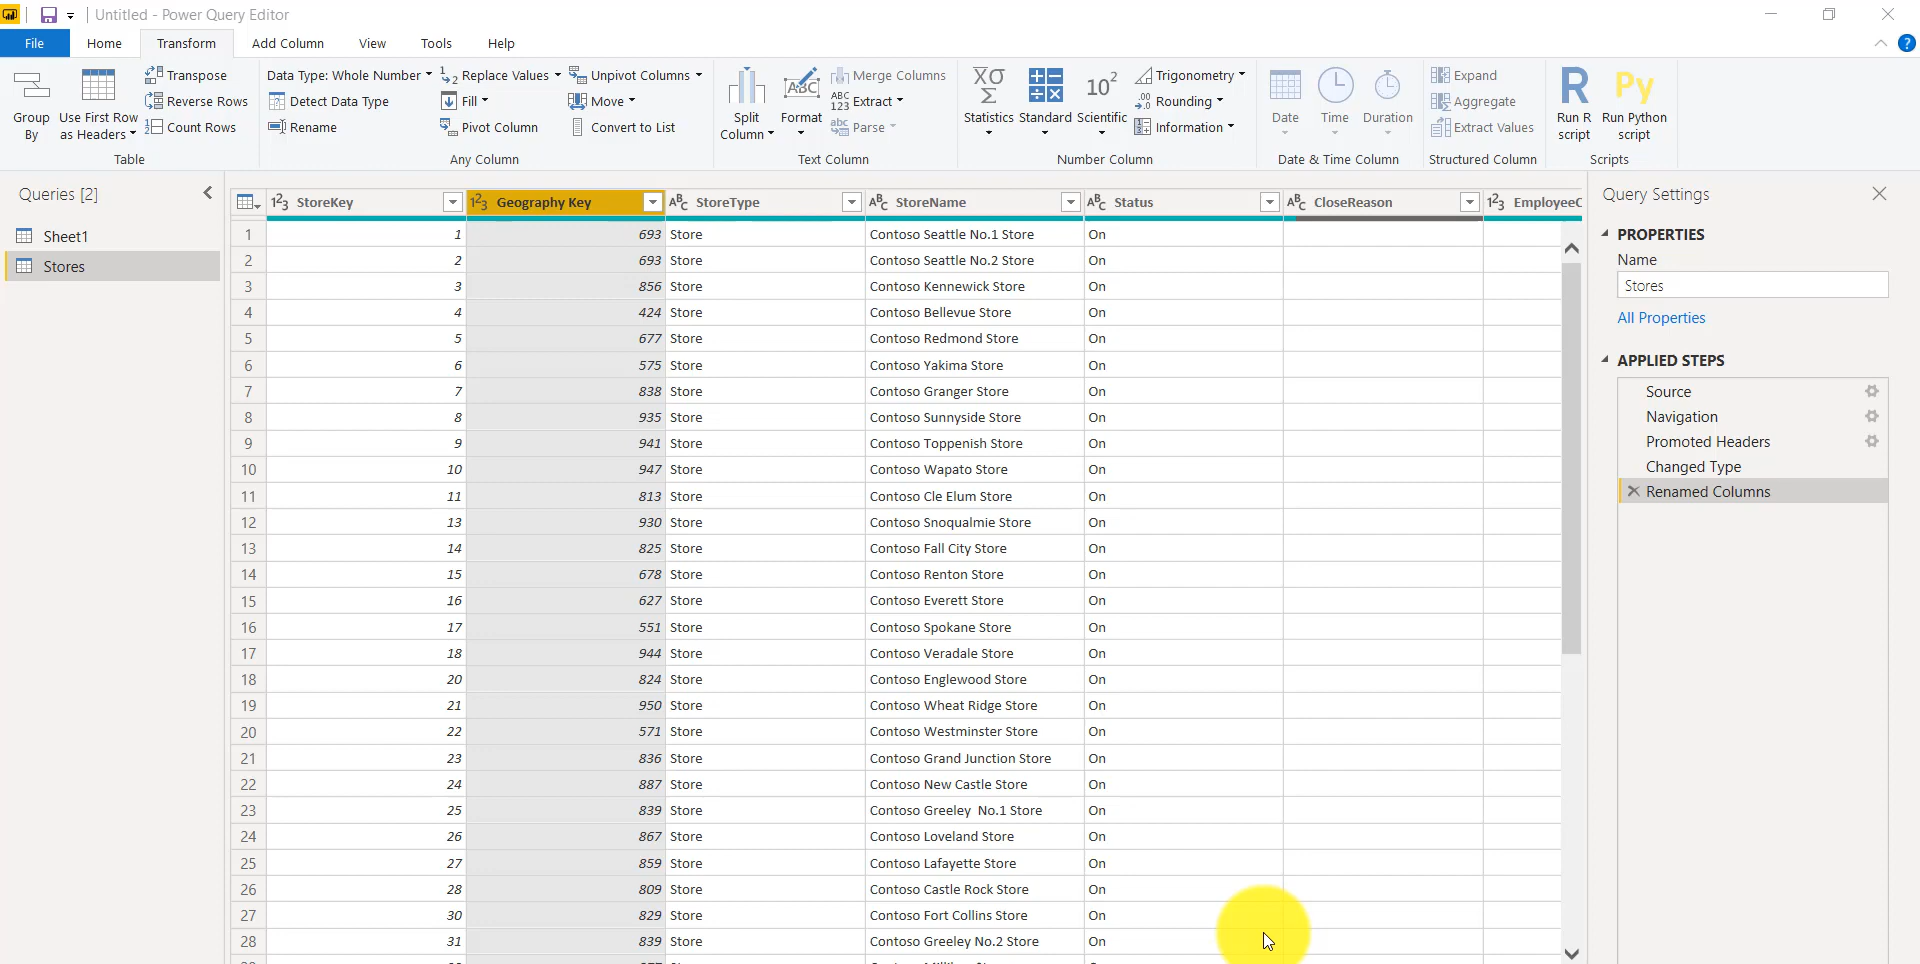 Untitled - Power Query Editor
File Home Transform Add Column View Tools Help
Group By
Use First Row as Headers
Transpose
Reverse Rows
Count Rows
Table
Data Type: Whole Number
Detect Data Type
Rename
Replace Values
Fill
Pivot Column
Unpivot Columns
Move
Convert to List
Any Column
Split Column
Format
Merge Columns
Extract
Parse
Text Column
Statistics
Standard
Scientific
Trigonometry
Rounding
Information
Number Column
Date
Time
Duration
Date & Time Column
Expand
Aggregate
Extract Values
Structured Column
Run R script
Run Python script
Scripts
Queries [2]
Sheet1
Stores
StoreKey Geography Key StoreType StoreName Status CloseReason EmployeeC
1 1 693 Store Contoso Seattle No.1 Store On
2 2 693 Store Contoso Seattle No.2 Store On
3 3 856 Store Contoso Kennewick Store On
4 4 424 Store Contoso Bellevue Store On
5 5 677 Store Contoso Redmond Store On
6 6 575 Store Contoso Yakima Store On
7 7 838 Store Contoso Granger Store On
8 8 935 Store Contoso Sunnyside Store On
9 9 941 Store Contoso Toppenish Store On
10 10 947 Store Contoso Wapato Store On
11 11 813 Store Contoso Cle Elum Store On
12 13 930 Store Contoso Snoqualmie Store On
13 14 825 Store Contoso Fall City Store On
14 15 678 Store Contoso Renton Store On
15 16 627 Store Contoso Everett Store On
16 17 551 Store Contoso Spokane Store On
17 18 944 Store Contoso Veradale Store On
18 20 824 Store Contoso Englewood Store On
19 21 950 Store Contoso Wheat Ridge Store On
20 22 571 Store Contoso Westminster Store On
21 23 836 Store Contoso Grand Junction Store On
22 24 887 Store Contoso New Castle Store On
23 25 839 Store Contoso Greeley  No.1 Store On
24 26 867 Store Contoso Loveland Store On
25 27 859 Store Contoso Lafayette Store On
26 28 809 Store Contoso Castle Rock Store On
27 30 829 Store Contoso Fort Collins Store On
28 31 839 Store Contoso Greeley No.2 Store On
Query Settings
PROPERTIES
Name
Stores
All Properties
APPLIED STEPS
Source
Navigation
Promoted Headers
Changed Type
Renamed Columns